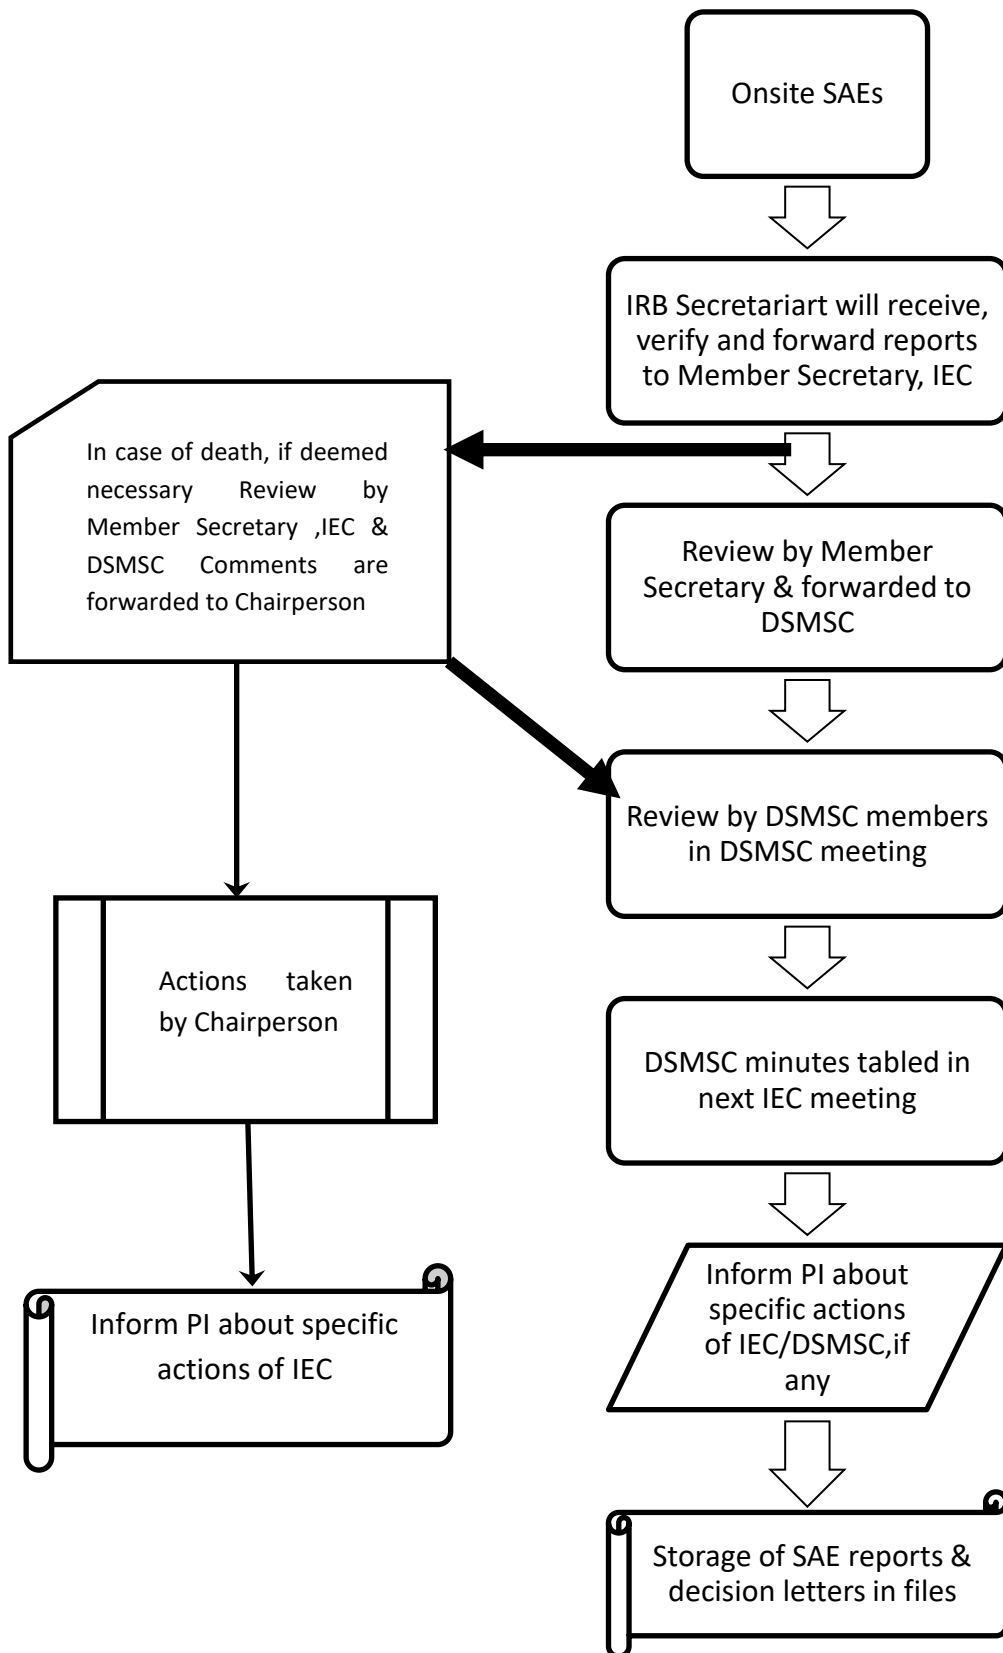 Onsite SAEs
IRB Secretariart will receive,
verify and forward reports
to Member Secretary, IEC
In case of death, if deemed
necessary Review by
Member Secretary ,IEC &
DSMSC Comments are
forwarded to Chairperson
Review by Member
Secretary & forwarded to
DSMSC
Review by DSMSC members
in DSMSC meeting
Actions taken
by Chairperson
DSMSC minutes tabled in
next IEC meeting
Inform PI about specific
actions of IEC
Inform PI about
specific actions
of IEC/DSMSC,if
any
Storage of SAE reports &
decision letters in files